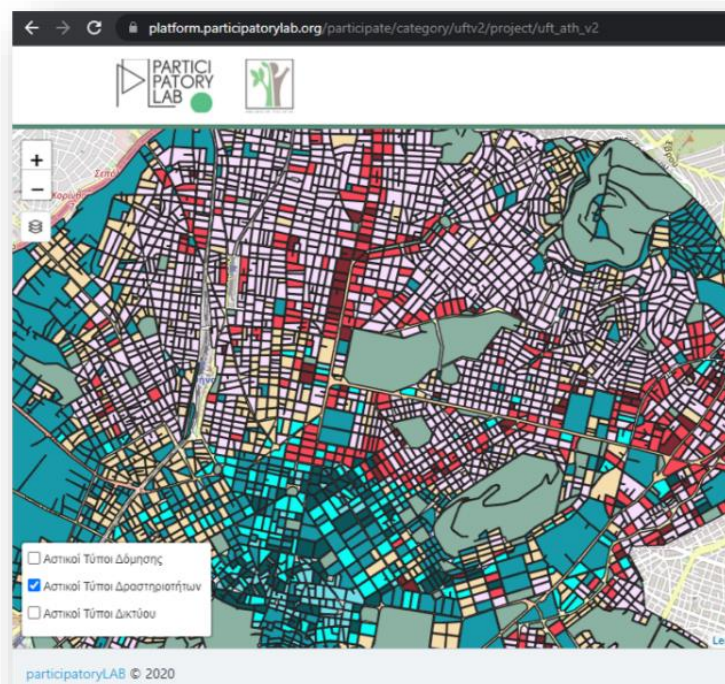 platform.participatorylab.org/participate/category/uftv2/project/uft_ath_v2
PARTICI
PATORY
LAB
+
−
Αστικοί Τύποι Δόμησης
Αστικοί Τύποι Δραστηριοτήτων
Αστικοί Τύποι Δικτύου
Le
participatoryLAB © 2020